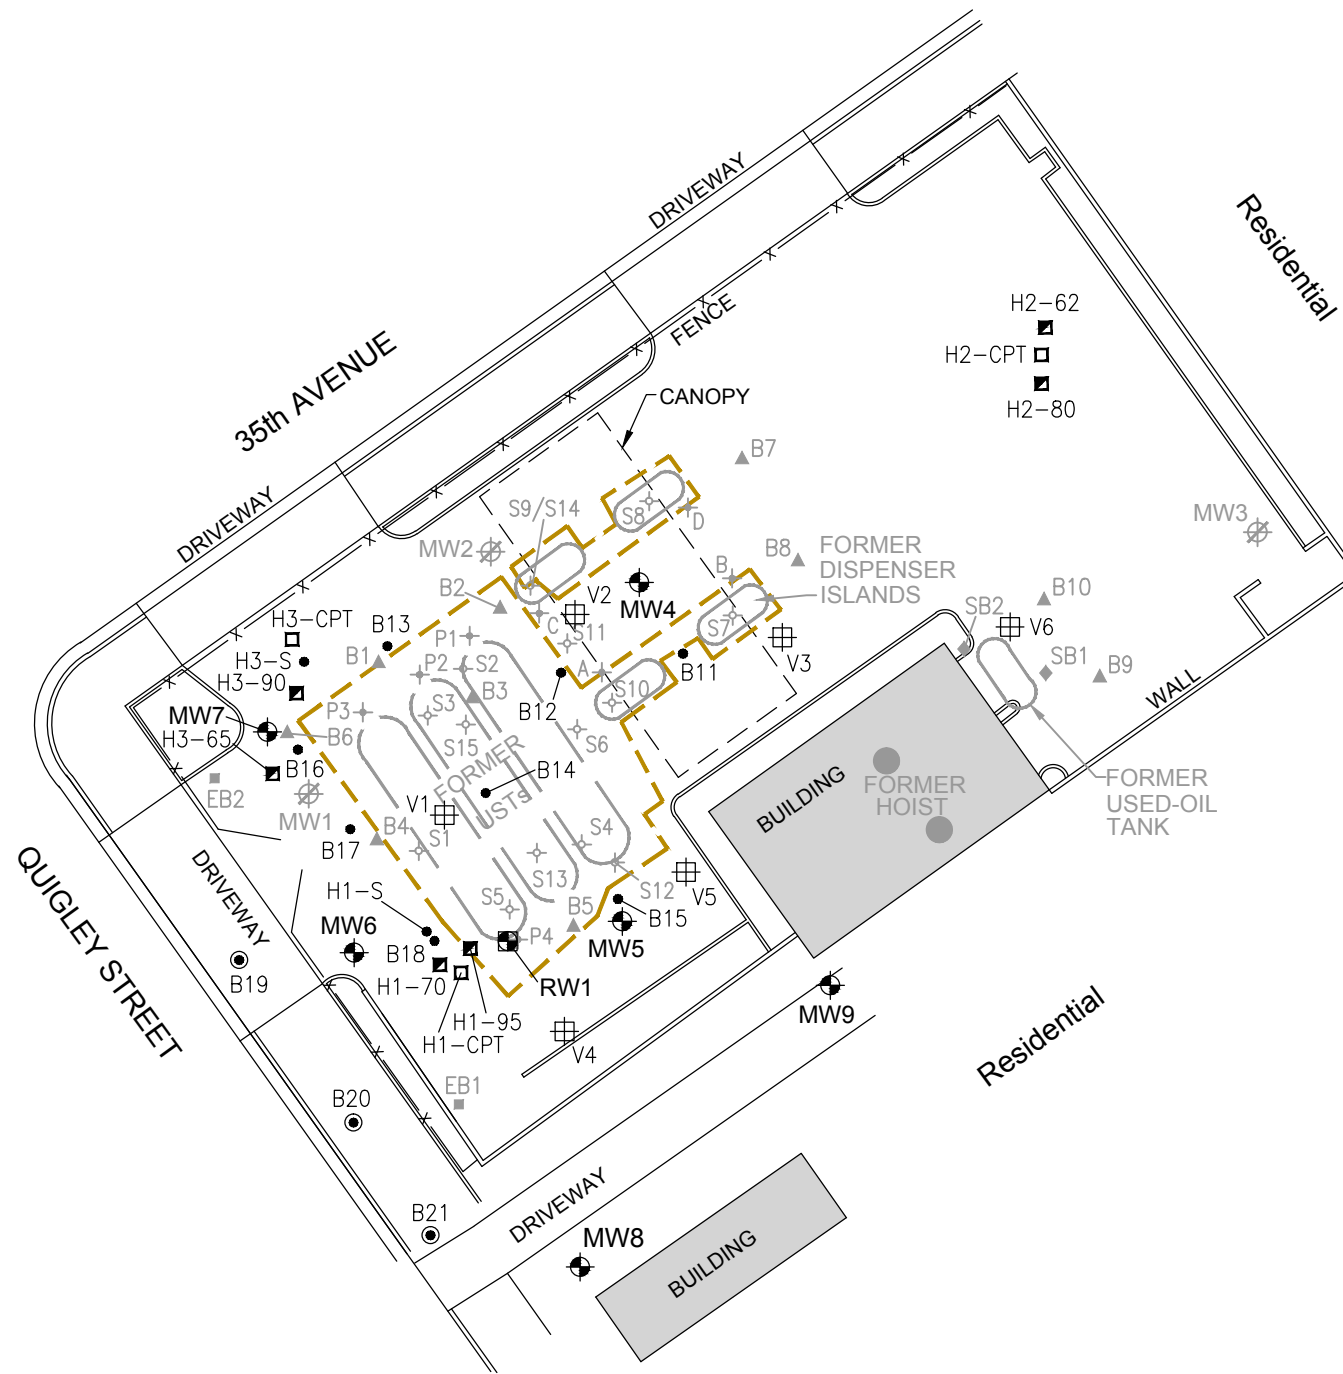 DRIVEWAY
Residential
35th AVENUE
FENCE
CANOPY
H2-62
H2-CPT
H2-80
DRIVEWAY
B7
S9/S14
S8
D
MW2
MW3
B8
FORMER
DISPENSER
ISLANDS
B
B2
V2
MW4
C
S11
S7
V3
SB2
B10
V6
H3-CPT
B13
P1
H3-S
B1
P2
S2
A
B11
SB1
B9
H3-90
B3
S10
B12
WALL
P3
S3
MW7
B6
S15
S6
H3-65
B16
FORMER
USTs
B14
EB2
MW1
V1
BUILDING
FORMER
HOIST
FORMER
USED-OIL
TANK
B17
B4
S1
S4
S13
S12
V5
QUIGLEY STREET
DRIVEWAY
H1-S
S5
B5
B15
MW6
B18
P4
MW5
B19
H1-70
RW1
MW9
H1-95
H1-CPT
V4
Residential
EB1
B20
DRIVEWAY
B21
MW8
BUILDING